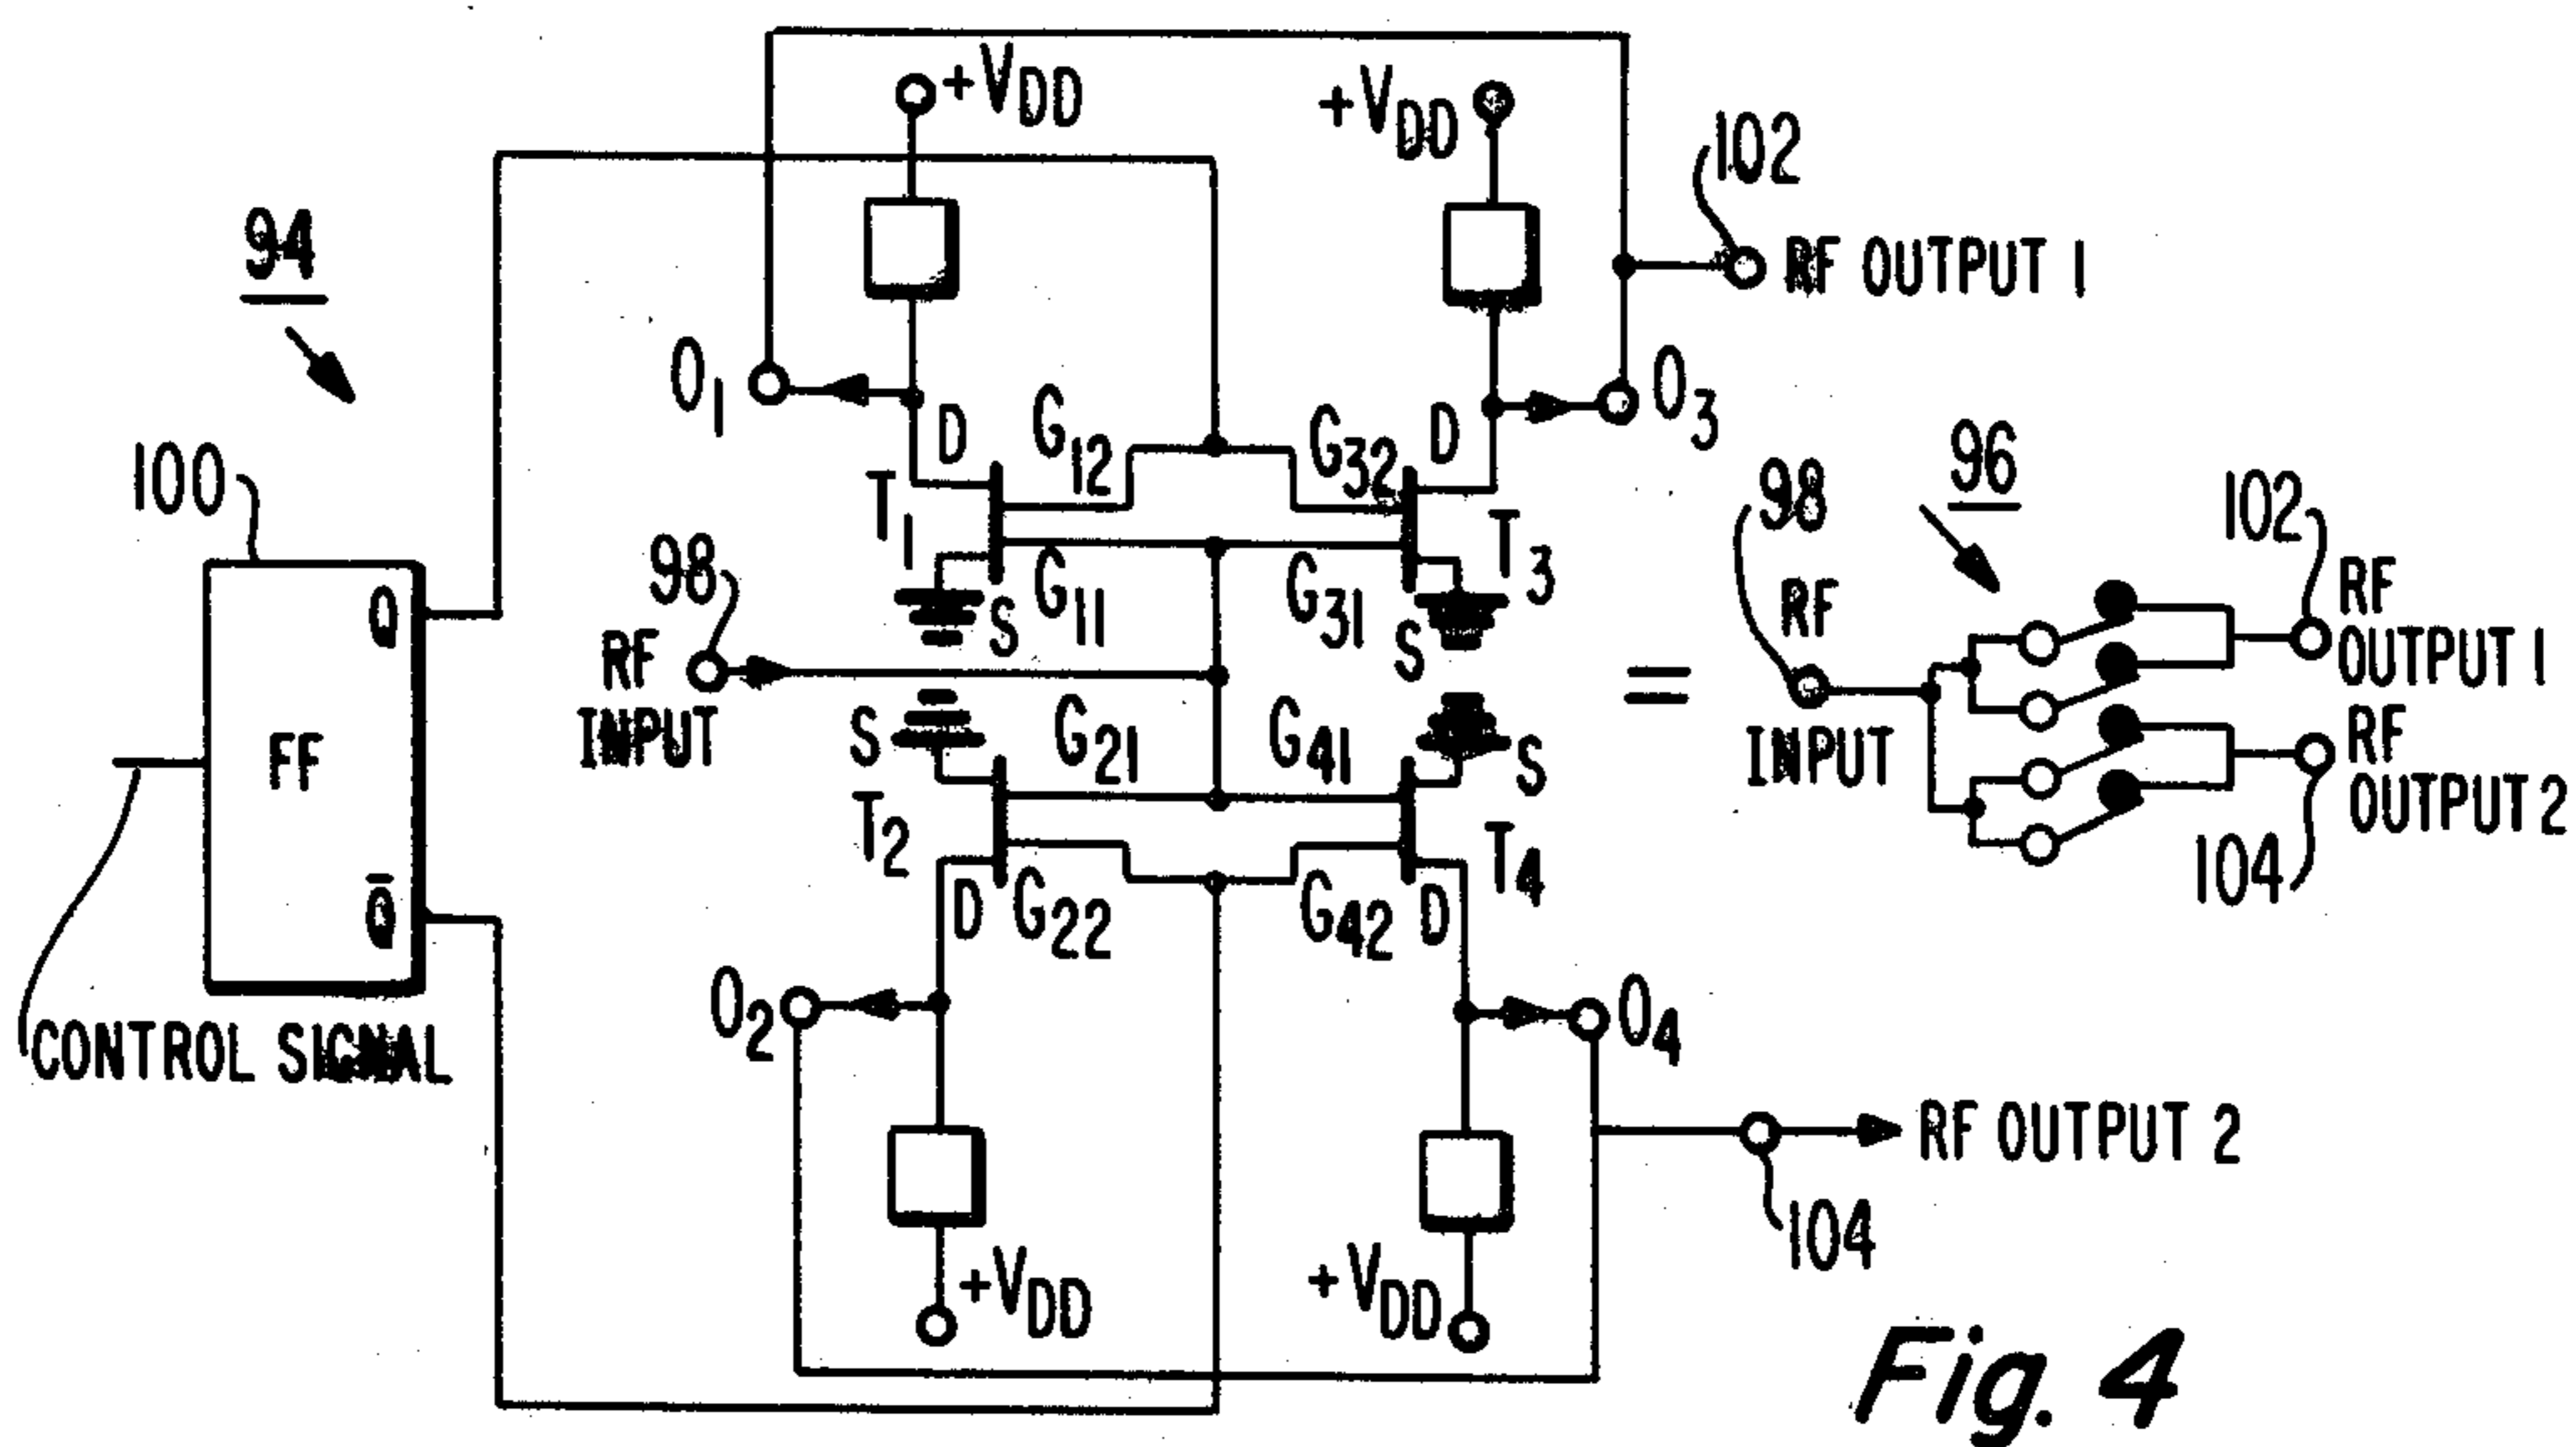 +VDD
+VDD
102
94
RF OUTPUT 1
O1
O3
D
G12
G32
D
96
100
98
102
T1
T3
98
RF
INPUT
RF
OUTPUT 1
Q
G11
G31
S
S
RF
INPUT
=
FF
S
G21
G41
S
RF
OUTPUT 2
T2
T4
104
Q̅
D
G22
G42
D
O2
O4
CONTROL SIGNAL
RF OUTPUT 2
104
+VDD
+VDD
Fig. 4